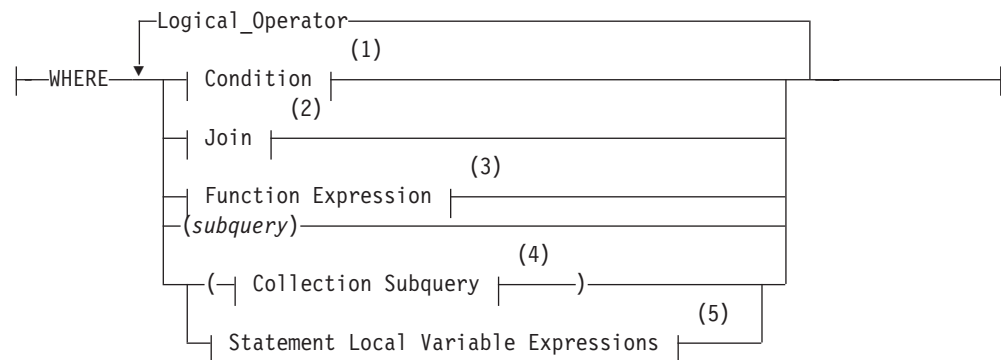 Logical_Operator
(1)
WHERE Condition
(2)
Join
(3)
Function Expression
(subquery)
(4)
( Collection Subquery )
(5)
Statement Local Variable Expressions